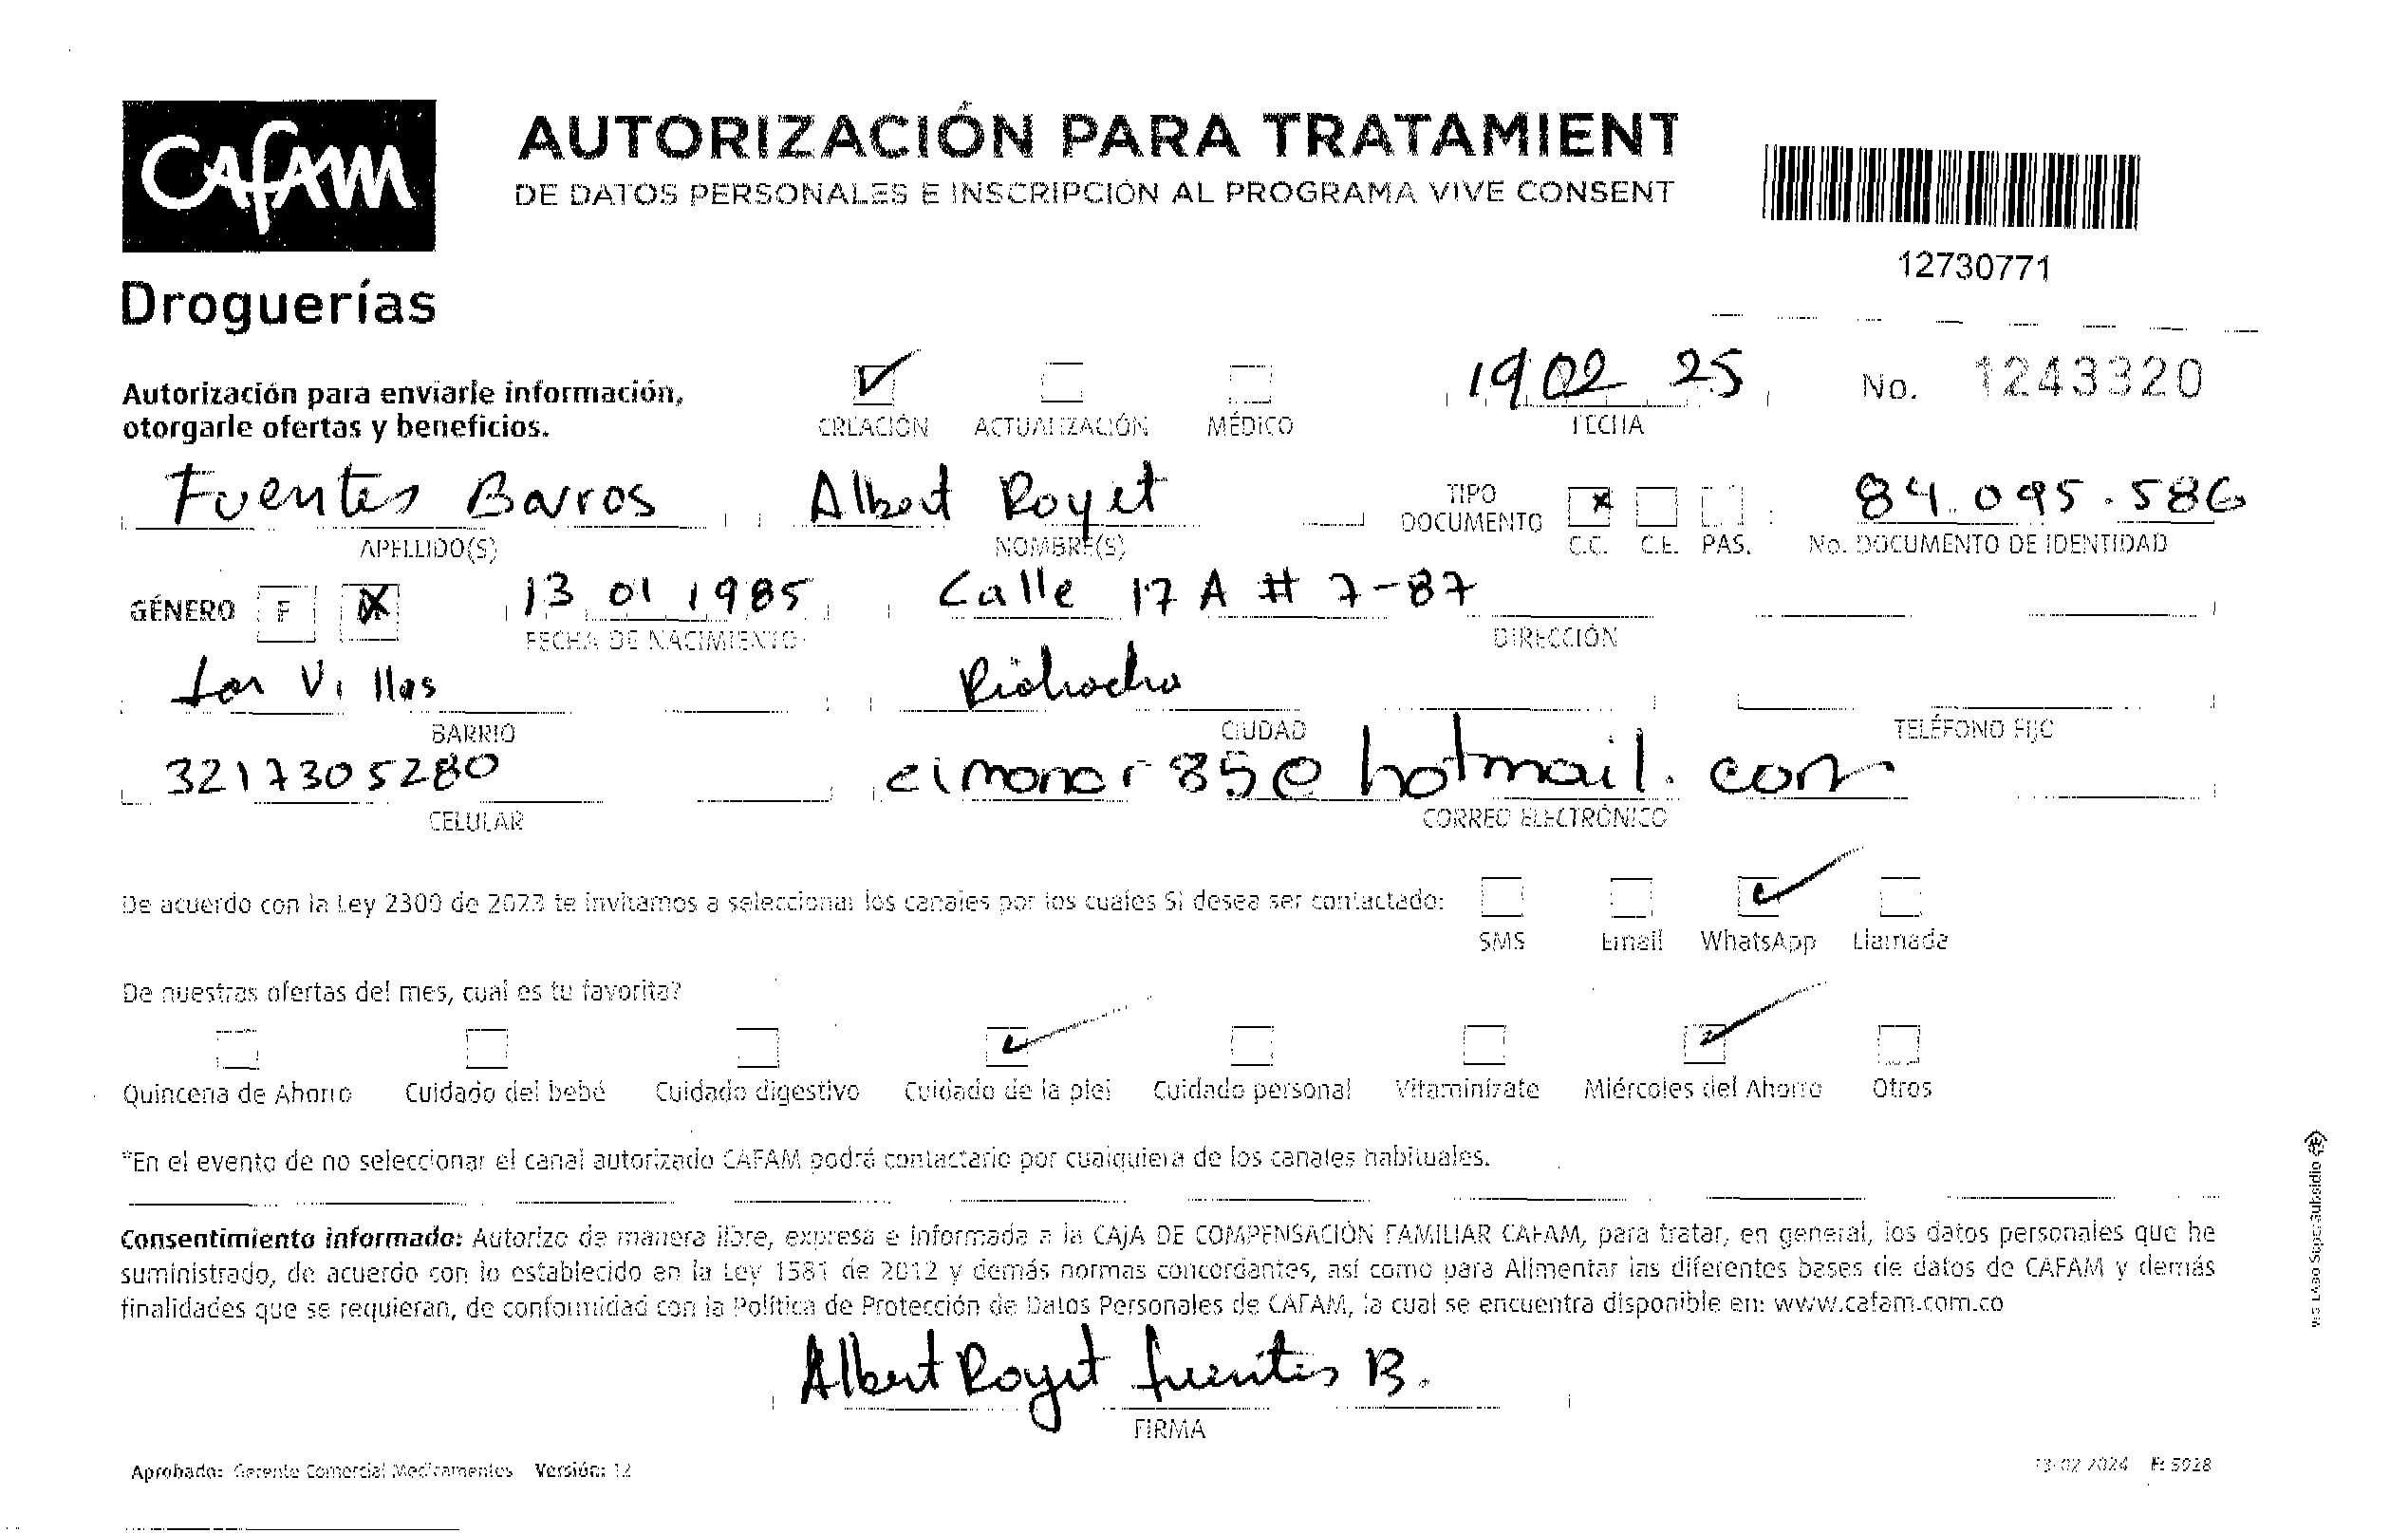 Cafam
Droguerías
AUTORIZACIÓN PARA TRATAMIENT
DE DATOS PERSONALES E INSCRIPCIÓN AL PROGRAMA VIVE CONSENT
12730771
Autorización para enviarle información,
otorgarle ofertas y beneficios.
CREACIÓN ACTUALIZACIÓN MÉDICO
19 02 25
FECHA
No. 1243320
Fuentes Barros Albert Royet
APELLIDO(S) NOMBRE(S)
TIPO DOCUMENTO C.C. C.E. PAS.
84.095.586
No. DOCUMENTO DE IDENTIDAD
GÉNERO F 13 01 1985 Calle 17 A # 7-87
FECHA DE NACIMIENTO DIRECCIÓN
Las Villas Riohacha
BARRIO CIUDAD TELÉFONO FIJO
3217305280 cimonar85@hotmail.com
CELULAR CORREO ELECTRÓNICO
De acuerdo con la Ley 2300 de 2023 te invitamos a seleccionar los canales por los cuales SI desea ser contactado:
SMS Email WhatsApp Llamada
De nuestras ofertas del mes, cual es tu favorita?
Quincena de Ahorro Cuidado del bebé Cuidado digestivo Cuidado de la piel Cuidado personal Vitamínizate Miércoles del Ahorro Otros
*En el evento de no seleccionar el canal autorizado CAFAM podrá contactarlo por cualquiera de los canales habituales.
Consentimiento informado: Autorizo de manera libre, expresa e informada a la CAJA DE COMPENSACIÓN FAMILIAR CAFAM, para tratar, en general, los datos personales que he
suministrado, de acuerdo con lo establecido en la Ley 1581 de 2012 y demás normas concordantes, así como para Alimentar las diferentes bases de datos de CAFAM y demás
finalidades que se requieran, de conformidad con la Política de Protección de Datos Personales de CAFAM, la cual se encuentra disponible en: www.cafam.com.co
Albert Royet Fuentes B.
FIRMA
Aprobado: Gerente Comercial Medicamentos Versión: 12
13-02-2024 F: 5028